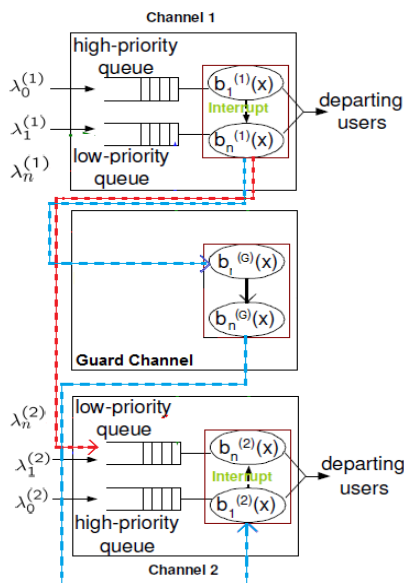 Channel 1
high-priority
queue
λ₀⁽¹⁾
b₁⁽¹⁾(x)
Interrupt
departing
users
λ₁⁽¹⁾
bₙ⁽¹⁾(x)
low-priority
queue
λₙ⁽¹⁾
b₁⁽ᴳ⁾(x)
bₙ⁽ᴳ⁾(x)
Guard Channel
λₙ⁽²⁾
low-priority
queue
bₙ⁽²⁾(x)
λ₁⁽²⁾
Interrupt
departing
users
λ₀⁽²⁾
b₁⁽²⁾(x)
high-priority
queue
Channel 2